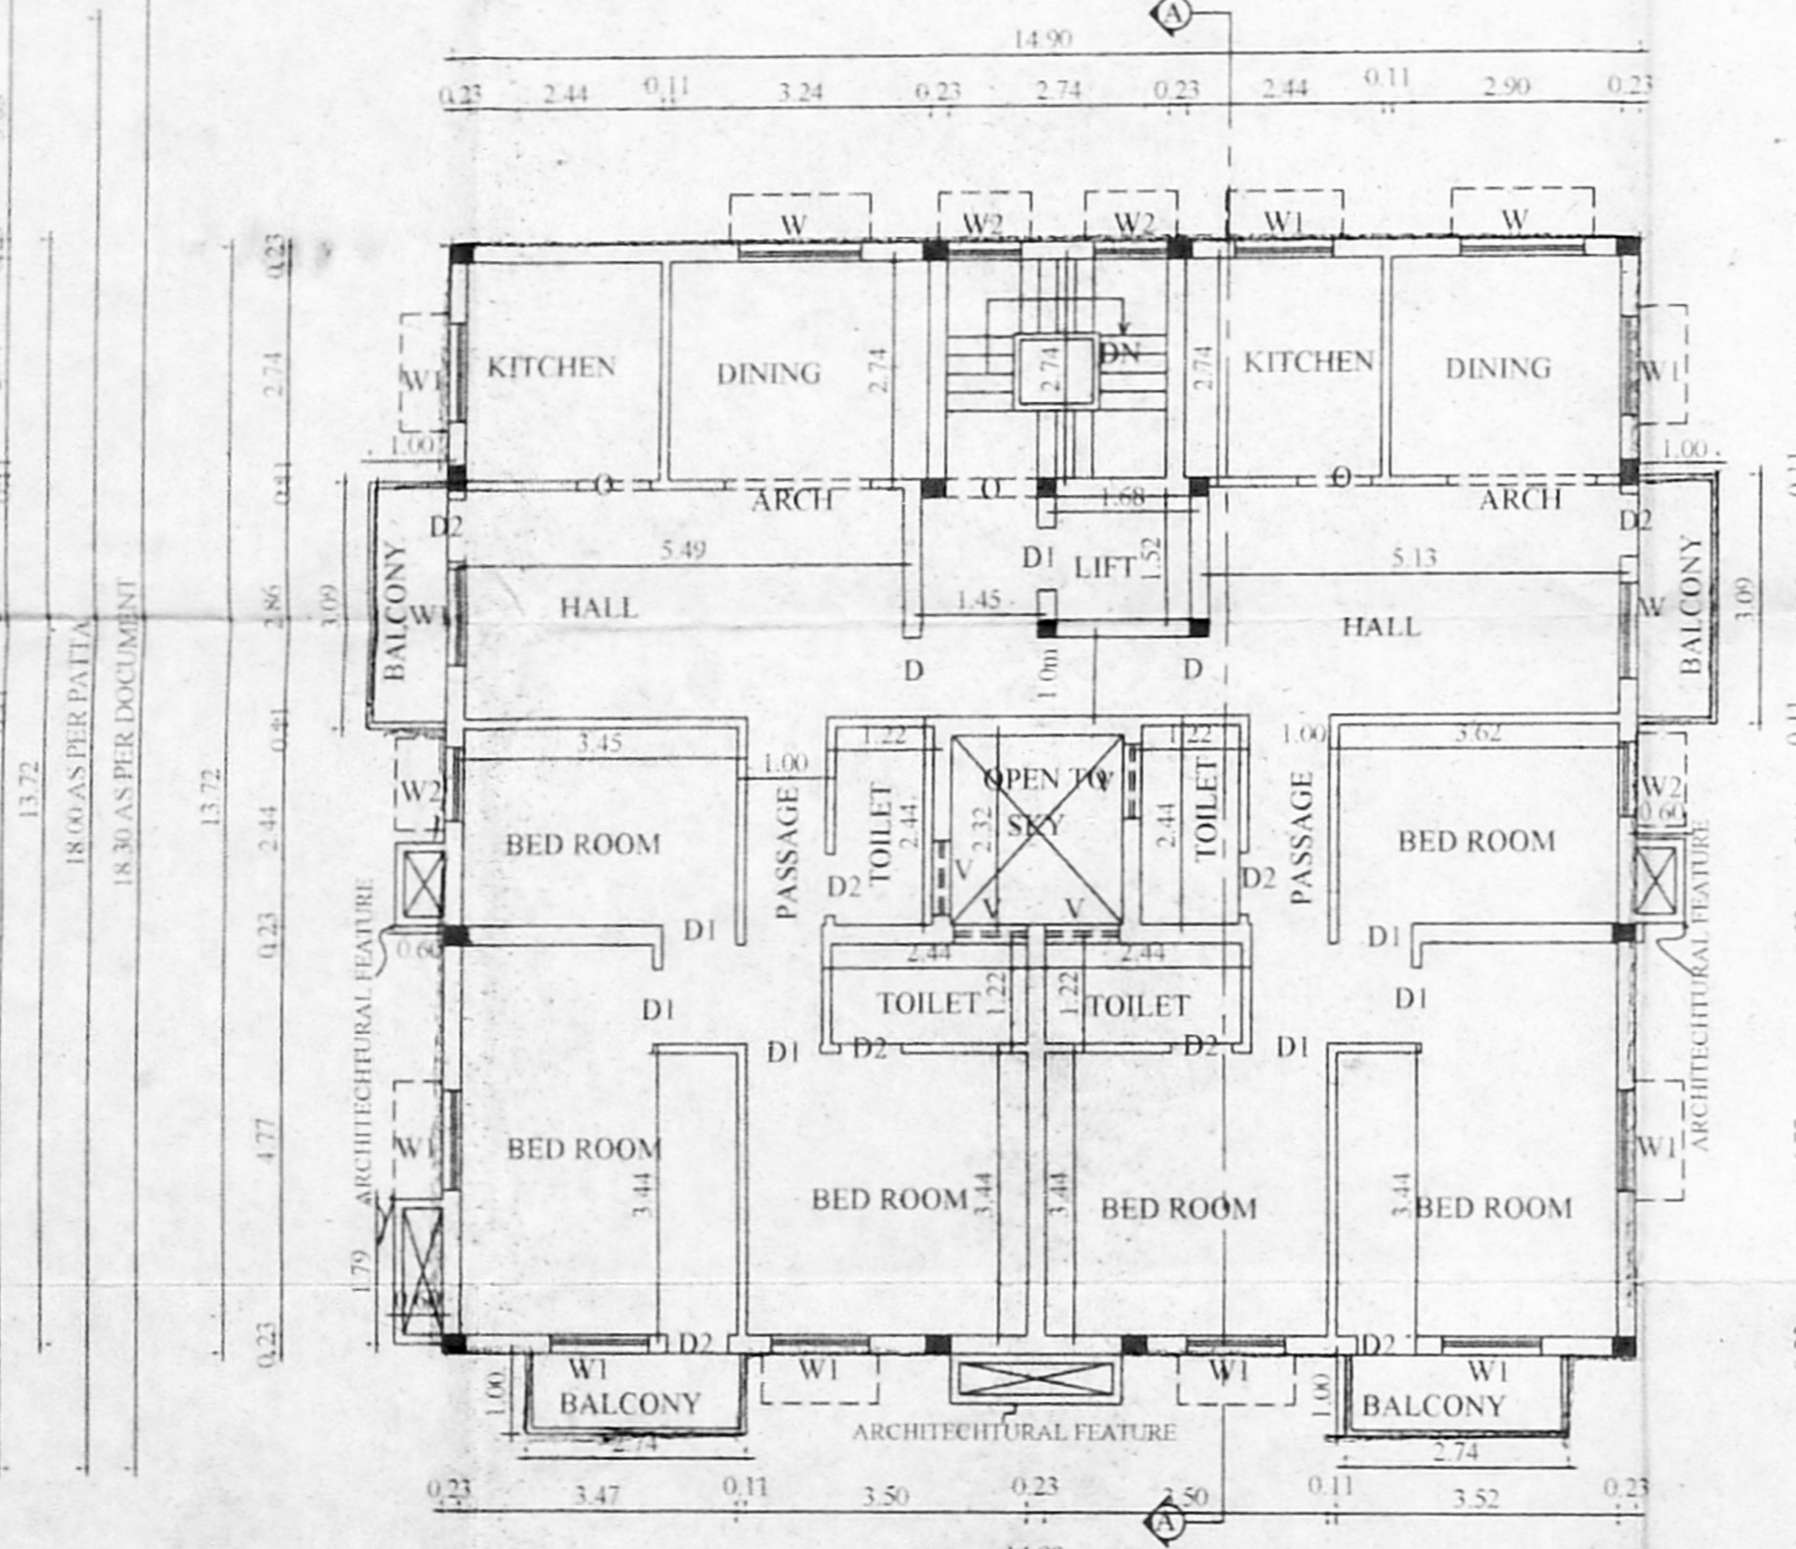 A
14.90
0.23 2.44 0.11 3.24 0.23 2.74 0.23 2.44 0.11 2.90 0.23
W W2 W2 W1 W
0.23
2.74
0.11
2.86
0.11
2.44
0.23
4.77
0.23
13.72
18.00 AS PER PATTA
18.30 AS PER DOCUMENT
13.72
W1 KITCHEN DINING 2.74 2.74 DN 2.74 KITCHEN DINING W1
1.00 1.00
O ARCH O 1.68 O ARCH
D2 D2
BALCONY 3.09 5.49 D1 LIFT 1.52 5.13 BALCONY 3.09
W1 HALL 1.45 HALL W
D 1.0m D
3.45 1.00 1.22 1.22 1.00 3.62
W2 BED ROOM PASSAGE TOILET 2.44 2.32 OPEN TO V 2.44 TOILET PASSAGE BED ROOM W2
SKY 0.60
D2 V D2
V V
D1 D1
0.60 2.44 2.44
D1 TOILET 1.22 1.22 TOILET D1
D1 D2 D2 D1
ARCHITECHTURAL FEATURE
ARCHITECHTURAL FEATURE
W1 BED ROOM 3.44 W1
BED ROOM 3.44 3.44 BED ROOM 3.44 BED ROOM
1.79
D2 D2
W1 W1 W1 W1
1.00 BALCONY 1.00 BALCONY
2.74 ARCHITECHTURAL FEATURE 2.74
0.23 3.47 0.11 3.50 0.23 3.50 0.11 3.52 0.23
A